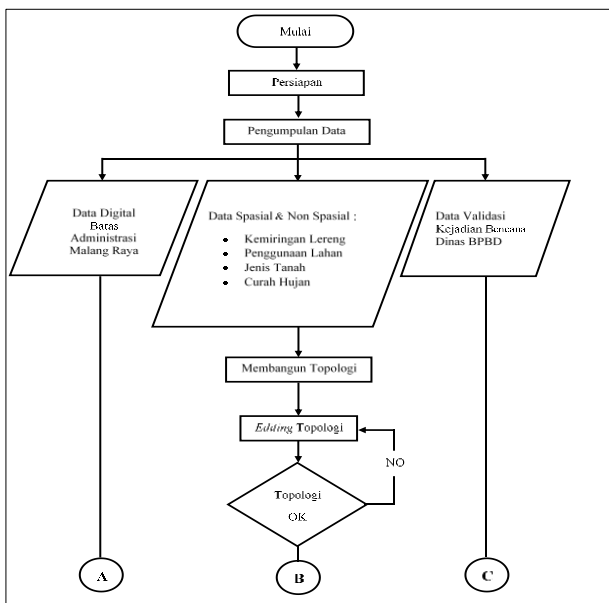 Mulai
Persiapan
Pengumpulan Data
Data Digital
Batas
Administrasi
Malang Raya
Data Spasial & Non Spasial ;
• Kemiringan Lereng
• Penggunaan Lahan
• Jenis Tanah
• Curah Hujan
Data Validasi
Kejadian Bencana
Dinas BPBD
Membangun Topologi
Editing Topologi
NO
Topologi
OK
A
B
C